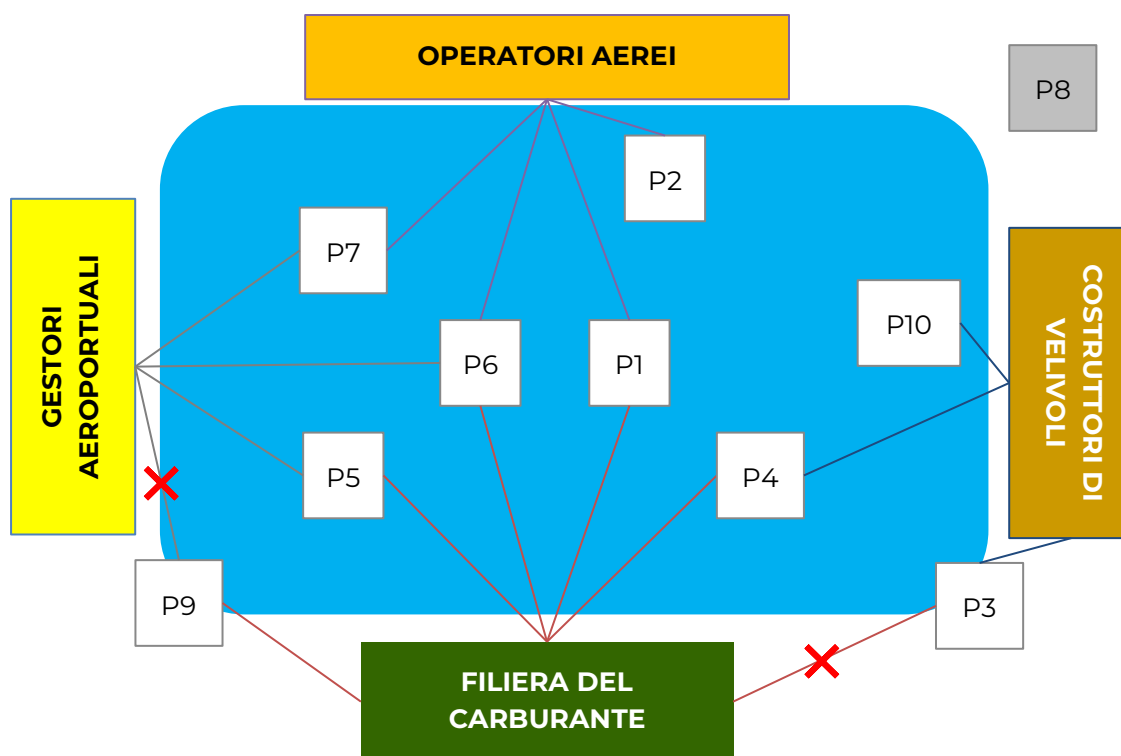 OPERATORI AEREI
P8
P2
P7
GESTORI
AEROPORTUALI
COSTRUTTORI DI
VELIVOLI
P10
P6
P1
P5
P4
P9
P3
FILIERA DEL
CARBURANTE